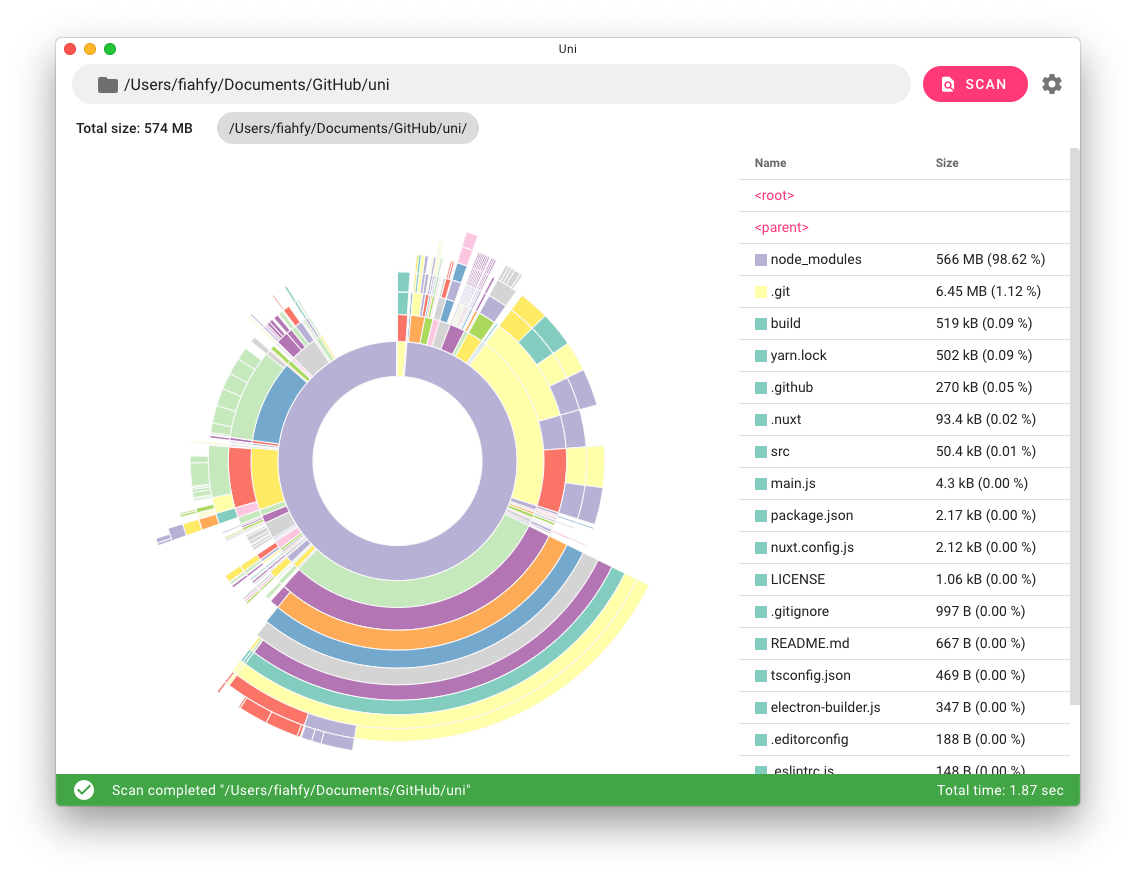 Uni
/Users/fiahfy/Documents/GitHub/uni
SCAN
Total size: 574 MB
/Users/fiahfy/Documents/GitHub/uni/
Name Size
<root>
<parent>
node_modules 566 MB (98.62 %)
.git 6.45 MB (1.12 %)
build 519 kB (0.09 %)
yarn.lock 502 kB (0.09 %)
.github 270 kB (0.05 %)
.nuxt 93.4 kB (0.02 %)
src 50.4 kB (0.01 %)
main.js 4.3 kB (0.00 %)
package.json 2.17 kB (0.00 %)
nuxt.config.js 2.12 kB (0.00 %)
LICENSE 1.06 kB (0.00 %)
.gitignore 997 B (0.00 %)
README.md 667 B (0.00 %)
tsconfig.json 469 B (0.00 %)
electron-builder.js 347 B (0.00 %)
.editorconfig 188 B (0.00 %)
.eslintrc.js 148 B (0.00 %)
Scan completed "/Users/fiahfy/Documents/GitHub/uni"
Total time: 1.87 sec